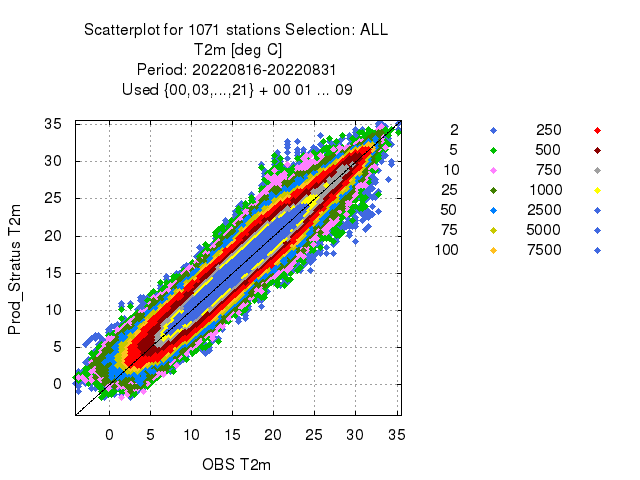 Scatterplot for 1071 stations Selection: ALL
T2m [deg C]
Period: 20220816-20220831
Used {00,03,...,21} + 00 01 ... 09
35
30
25
20
15
10
5
0
Prod_Stratus T2m
0 5 10 15 20 25 30 35
OBS T2m
2 250
5 500
10 750
25 1000
50 2500
75 5000
100 7500